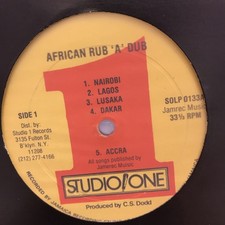 AFRICAN RUB 'A' DUB
SOLP 0133A
Jamrec Music
33⅓ RPM
1. NAIROBI
2. LAGOS
3. LUSAKA
4. DAKAR
5. ACCRA
SIDE 1
Dist. by:
Studio 1 Records
3135 Fulton St.
B'klyn. N.Y.
11208
(212) 277-4166
All songs published by
Jamrec Music
STUDIO ONE
Produced by C.S. Dodd